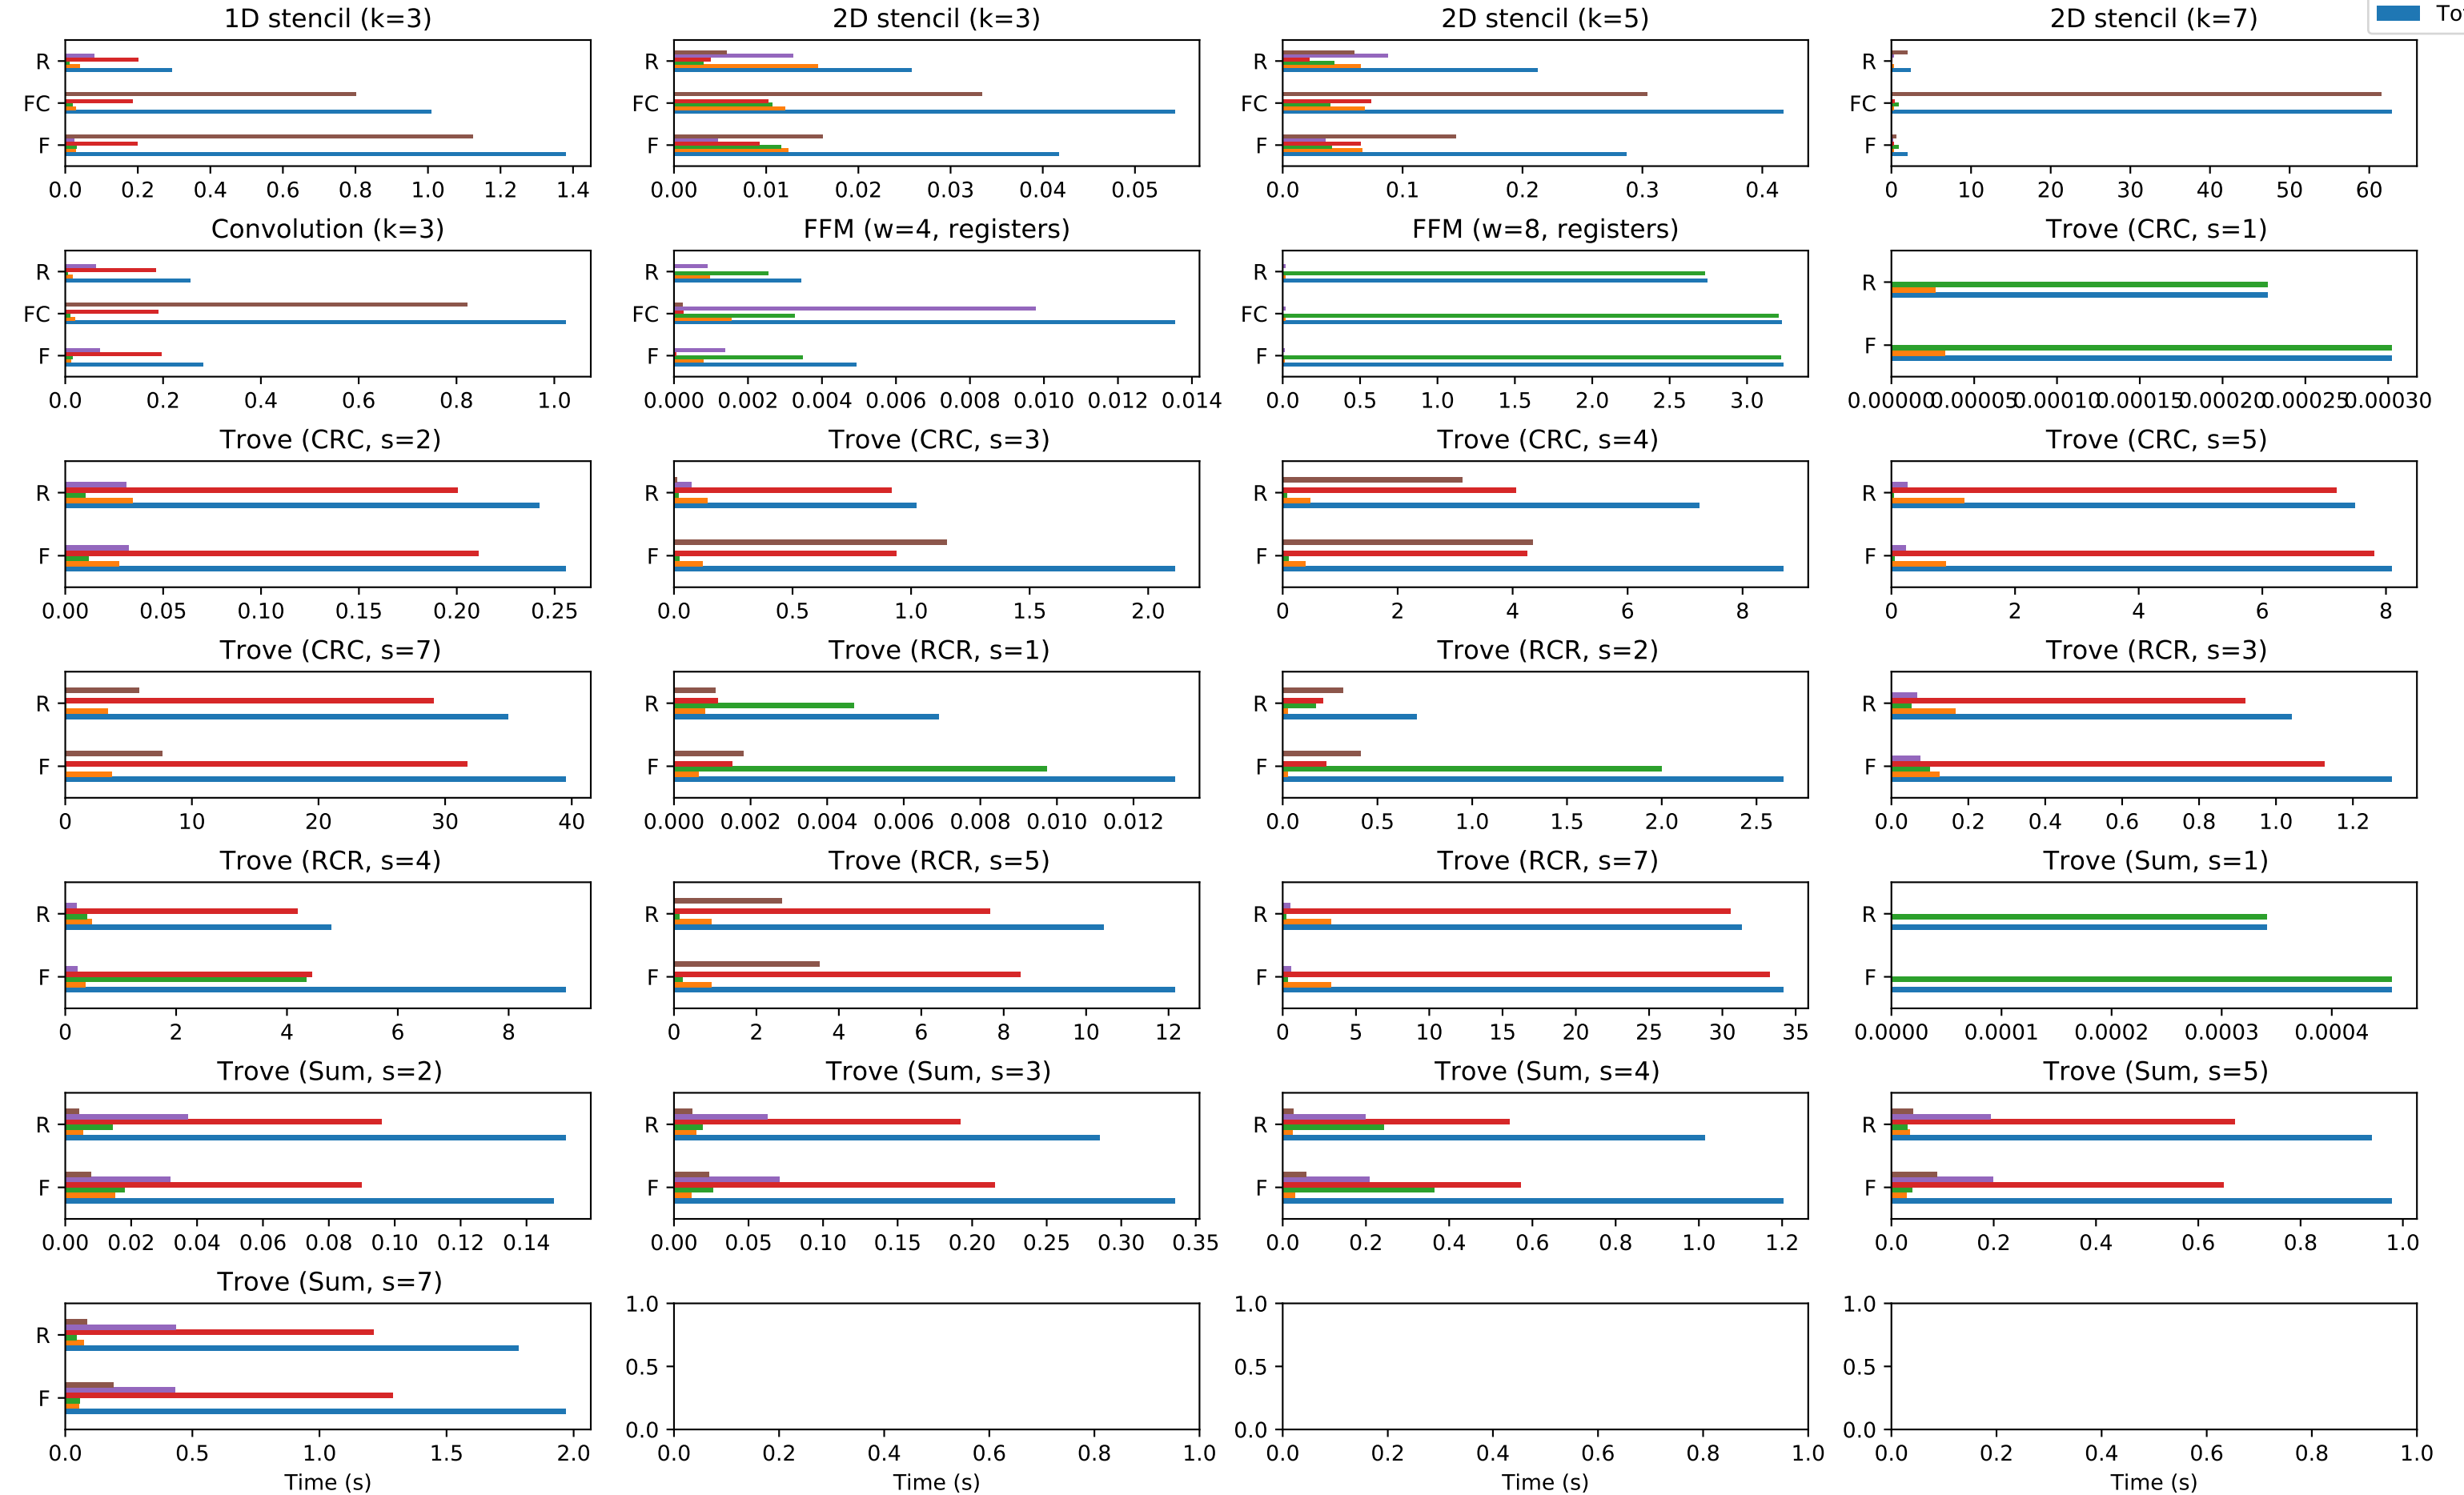 1D stencil (k=3)
R
FC
F
0.0 0.2 0.4 0.6 0.8 1.0 1.2 1.4
2D stencil (k=3)
R
FC
F
0.00 0.01 0.02 0.03 0.04 0.05
2D stencil (k=5)
R
FC
F
0.0 0.1 0.2 0.3 0.4
2D stencil (k=7)
R
FC
F
0 10 20 30 40 50 60
Convolution (k=3)
R
FC
F
0.0 0.2 0.4 0.6 0.8 1.0
FFM (w=4, registers)
R
FC
F
0.000 0.002 0.004 0.006 0.008 0.010 0.012 0.014
FFM (w=8, registers)
R
FC
F
0.0 0.5 1.0 1.5 2.0 2.5 3.0
Trove (CRC, s=1)
R
F
0.00000 0.00005 0.00010 0.00015 0.00020 0.00025 0.00030
Trove (CRC, s=2)
R
F
0.00 0.05 0.10 0.15 0.20 0.25
Trove (CRC, s=3)
R
F
0.0 0.5 1.0 1.5 2.0
Trove (CRC, s=4)
R
F
0 2 4 6 8
Trove (CRC, s=5)
R
F
0 2 4 6 8
Trove (CRC, s=7)
R
F
0 10 20 30 40
Trove (RCR, s=1)
R
F
0.000 0.002 0.004 0.006 0.008 0.010 0.012
Trove (RCR, s=2)
R
F
0.0 0.5 1.0 1.5 2.0 2.5
Trove (RCR, s=3)
R
F
0.0 0.2 0.4 0.6 0.8 1.0 1.2
Trove (RCR, s=4)
R
F
0 2 4 6 8
Trove (RCR, s=5)
R
F
0 2 4 6 8 10 12
Trove (RCR, s=7)
R
F
0 5 10 15 20 25 30 35
Trove (Sum, s=1)
R
F
0.0000 0.0001 0.0002 0.0003 0.0004
Trove (Sum, s=2)
R
F
0.00 0.02 0.04 0.06 0.08 0.10 0.12 0.14
Trove (Sum, s=3)
R
F
0.00 0.05 0.10 0.15 0.20 0.25 0.30 0.35
Trove (Sum, s=4)
R
F
0.0 0.2 0.4 0.6 0.8 1.0 1.2
Trove (Sum, s=5)
R
F
0.0 0.2 0.4 0.6 0.8 1.0
Trove (Sum, s=7)
R
F
0.0 0.5 1.0 1.5 2.0
Time (s)
1.0
0.5
0.0
0.0 0.2 0.4 0.6 0.8 1.0
Time (s)
1.0
0.5
0.0
0.0 0.2 0.4 0.6 0.8 1.0
Time (s)
1.0
0.5
0.0
0.0 0.2 0.4 0.6 0.8 1.0
Time (s)